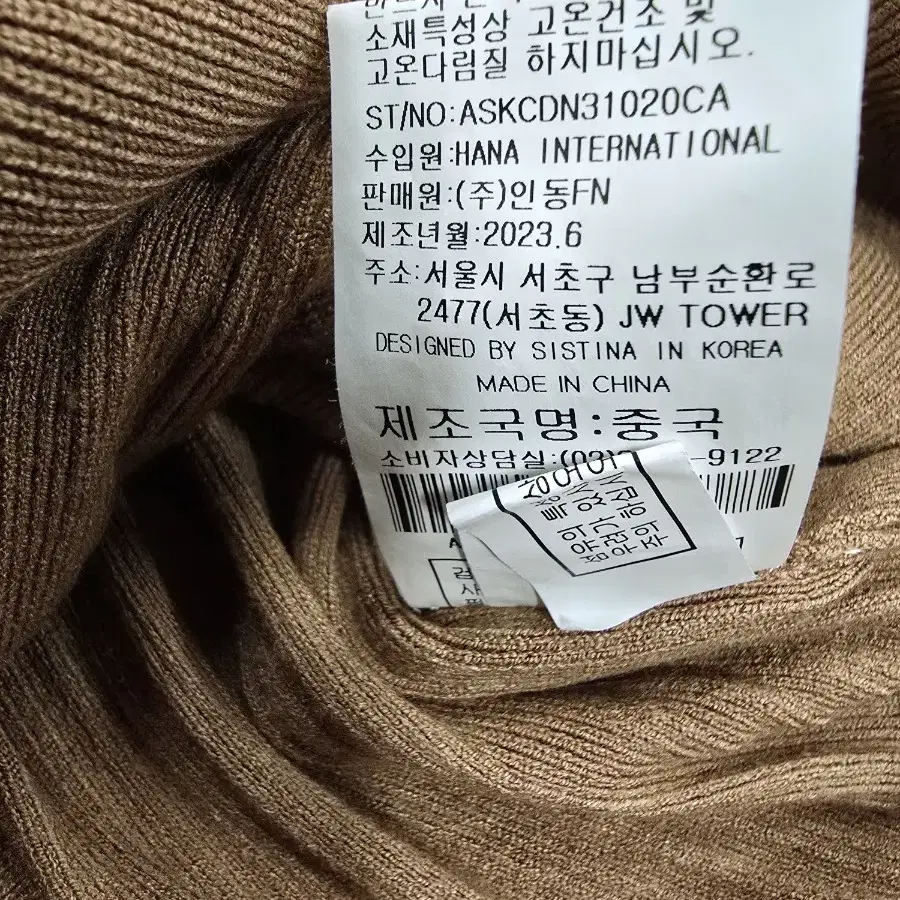 소재특성상 고온건조 및
고온다림질 하지마십시오.
ST/NO:ASKCDN31020CA
수입원:HANA INTERNATIONAL
판매원:(주)인동FN
제조년월:2023.6
주소:서울시 서초구 남부순환로
2477(서초동) JW TOWER
DESIGNED BY SISTINA IN KOREA
MADE IN CHINA
제조국명:중국
소비자상담실:(02) -9122